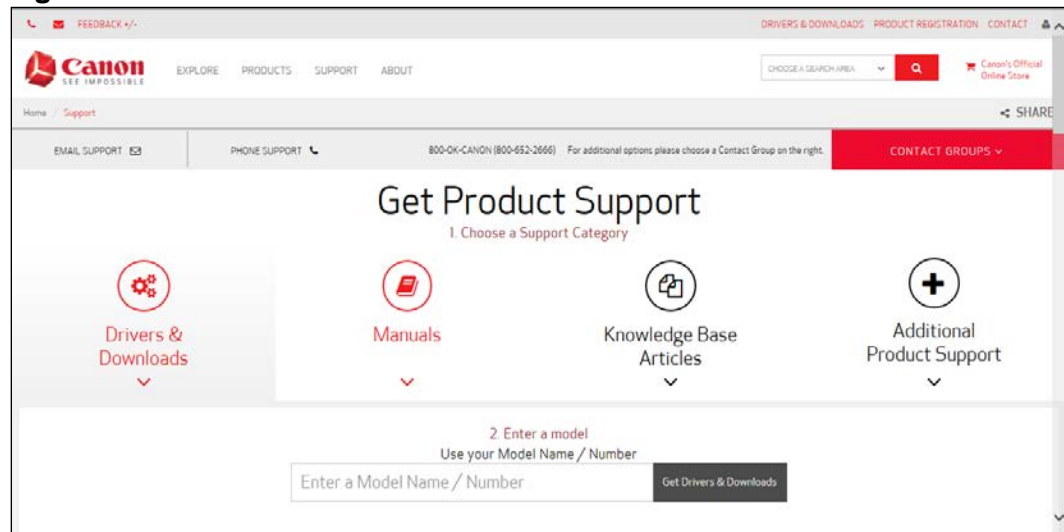 FEEDBACK +/-
DRIVERS & DOWNLOADS PRODUCT REGISTRATION CONTACT
Canon
SEE IMPOSSIBLE
EXPLORE PRODUCTS SUPPORT ABOUT
CHOOSE A SEARCH AREA
Canon's Official
Online Store
Home / Support
SHARE
EMAIL SUPPORT
PHONE SUPPORT
800-OK-CANON (800-652-2666) For additional options please choose a Contact Group on the right.
CONTACT GROUPS
Get Product Support
1. Choose a Support Category
Drivers &
Downloads
Manuals
Knowledge Base
Articles
Additional
Product Support
2. Enter a model
Use your Model Name / Number
Enter a Model Name / Number
Get Drivers & Downloads